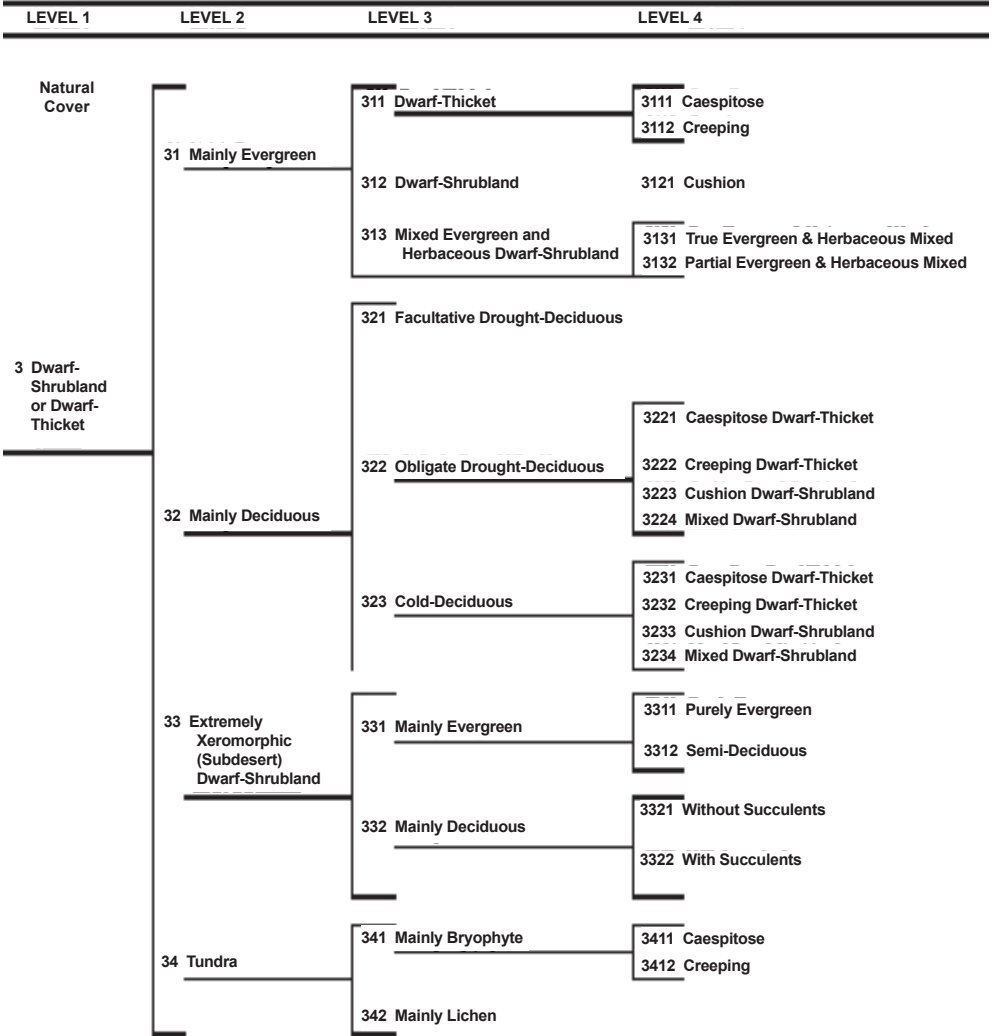 LEVEL 1 LEVEL 2 LEVEL 3 LEVEL 4
Natural
Cover
311 Dwarf-Thicket
3111 Caespitose
3112 Creeping
31 Mainly Evergreen
312 Dwarf-Shrubland
3121 Cushion
313 Mixed Evergreen and
Herbaceous Dwarf-Shrubland
3131 True Evergreen & Herbaceous Mixed
3132 Partial Evergreen & Herbaceous Mixed
321 Facultative Drought-Deciduous
3 Dwarf-
Shrubland
or Dwarf-
Thicket
322 Obligate Drought-Deciduous
3221 Caespitose Dwarf-Thicket
3222 Creeping Dwarf-Thicket
3223 Cushion Dwarf-Shrubland
3224 Mixed Dwarf-Shrubland
32 Mainly Deciduous
323 Cold-Deciduous
3231 Caespitose Dwarf-Thicket
3232 Creeping Dwarf-Thicket
3233 Cushion Dwarf-Shrubland
3234 Mixed Dwarf-Shrubland
33 Extremely
Xeromorphic
(Subdesert)
Dwarf-Shrubland
331 Mainly Evergreen
3311 Purely Evergreen
3312 Semi-Deciduous
332 Mainly Deciduous
3321 Without Succulents
3322 With Succulents
34 Tundra
341 Mainly Bryophyte
3411 Caespitose
3412 Creeping
342 Mainly Lichen